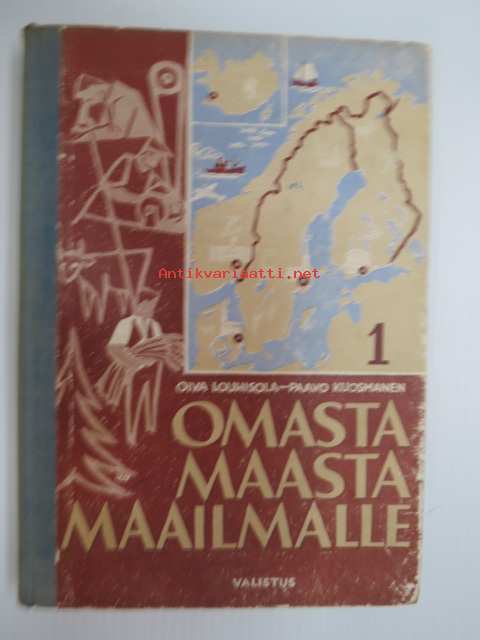 Antikvariaatti.net
1
OIVA LOUHISOLA—PAAVO KUOSMANEN
OMASTA
MAASTA
MAAILMALLE
VALISTUS